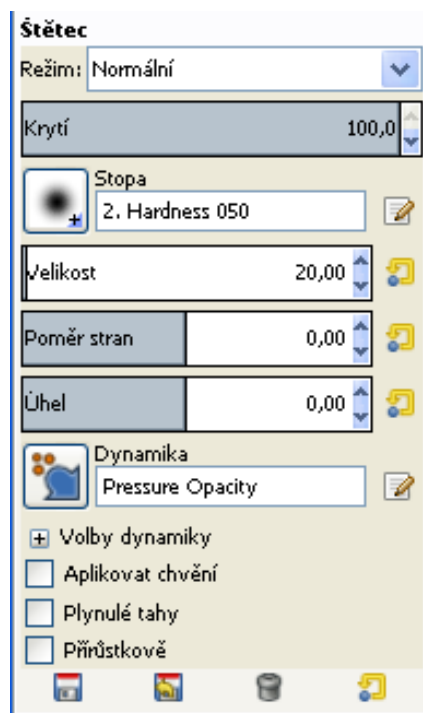 Štětec
Režim: Normální
Krytí 100,0
Stopa
2. Hardness 050
Velikost 20,00
Poměr stran 0,00
Úhel 0,00
Dynamika
Pressure Opacity
Volby dynamiky
Aplikovat chvění
Plynulé tahy
Přírůstkově